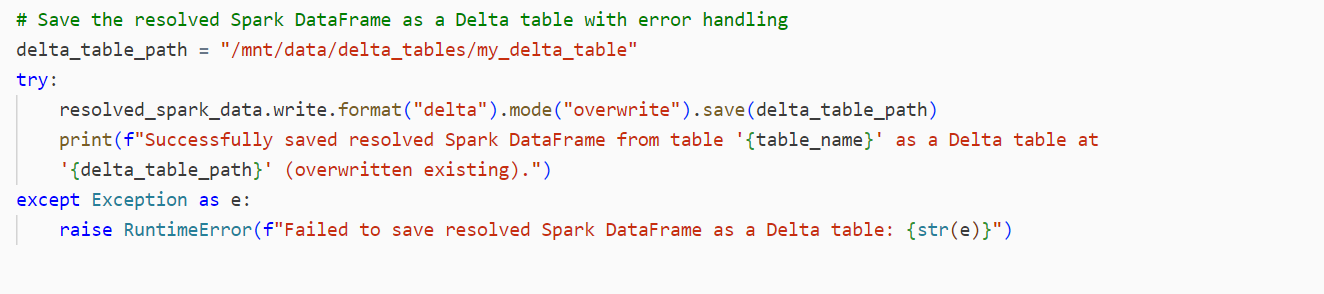 # Save the resolved Spark DataFrame as a Delta table with error handling
delta_table_path = "/mnt/data/delta_tables/my_delta_table"
try:
    resolved_spark_data.write.format("delta").mode("overwrite").save(delta_table_path)
    print(f"Successfully saved resolved Spark DataFrame from table '{table_name}' as a Delta table at
    '{delta_table_path}' (overwritten existing).")
except Exception as e:
    raise RuntimeError(f"Failed to save resolved Spark DataFrame as a Delta table: {str(e)}")